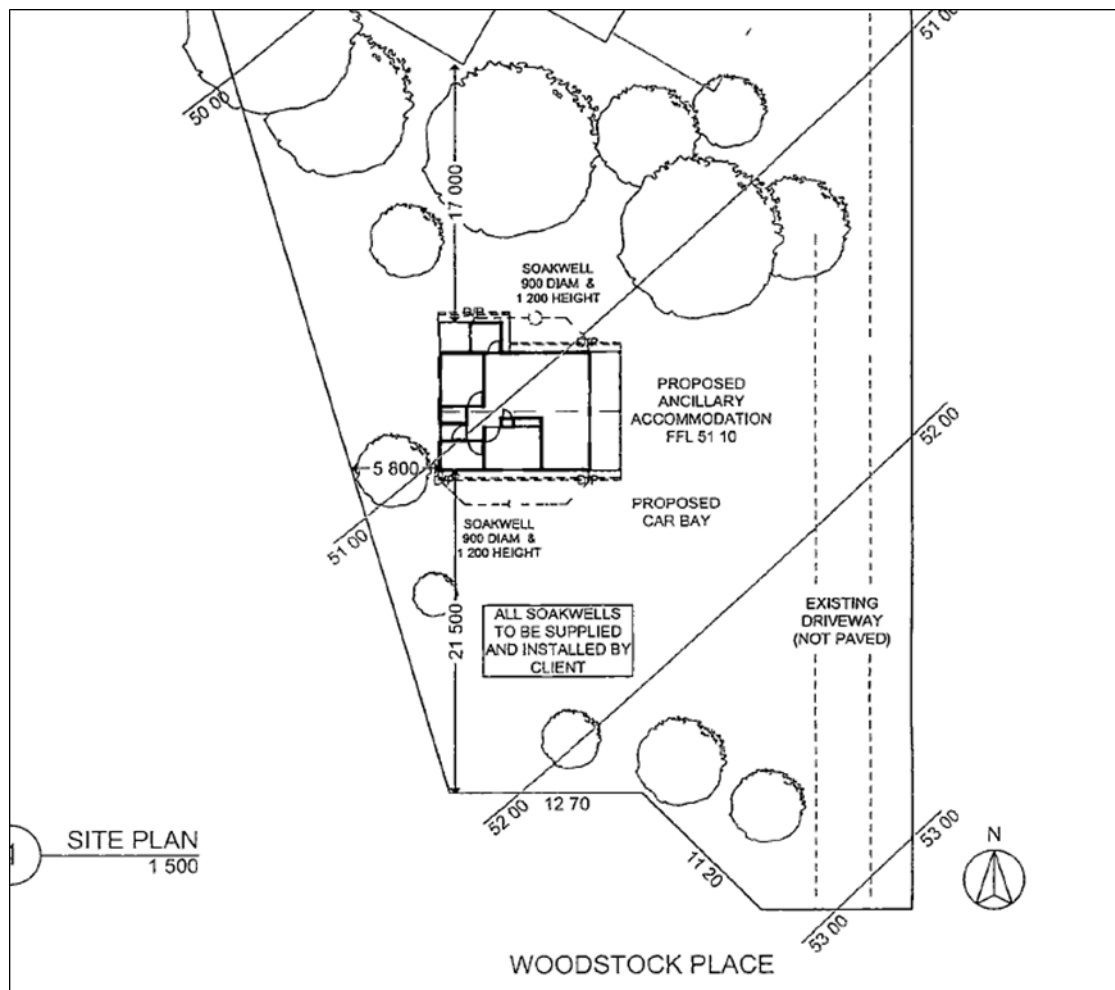 51 00
50 00
17 000
SOAKWELL
900 DIAM &
1 200 HEIGHT
PROPOSED
ANCILLARY
ACCOMMODATION
FFL 51 10
52 00
5 800
PROPOSED
CAR BAY
SOAKWELL
900 DIAM &
1 200 HEIGHT
51 00
21 500
ALL SOAKWELLS
TO BE SUPPLIED
AND INSTALLED BY
CLIENT
EXISTING
DRIVEWAY
(NOT PAVED)
52 00
12 70
11 20
53 00
53 00
SITE PLAN
1 500
N
WOODSTOCK PLACE